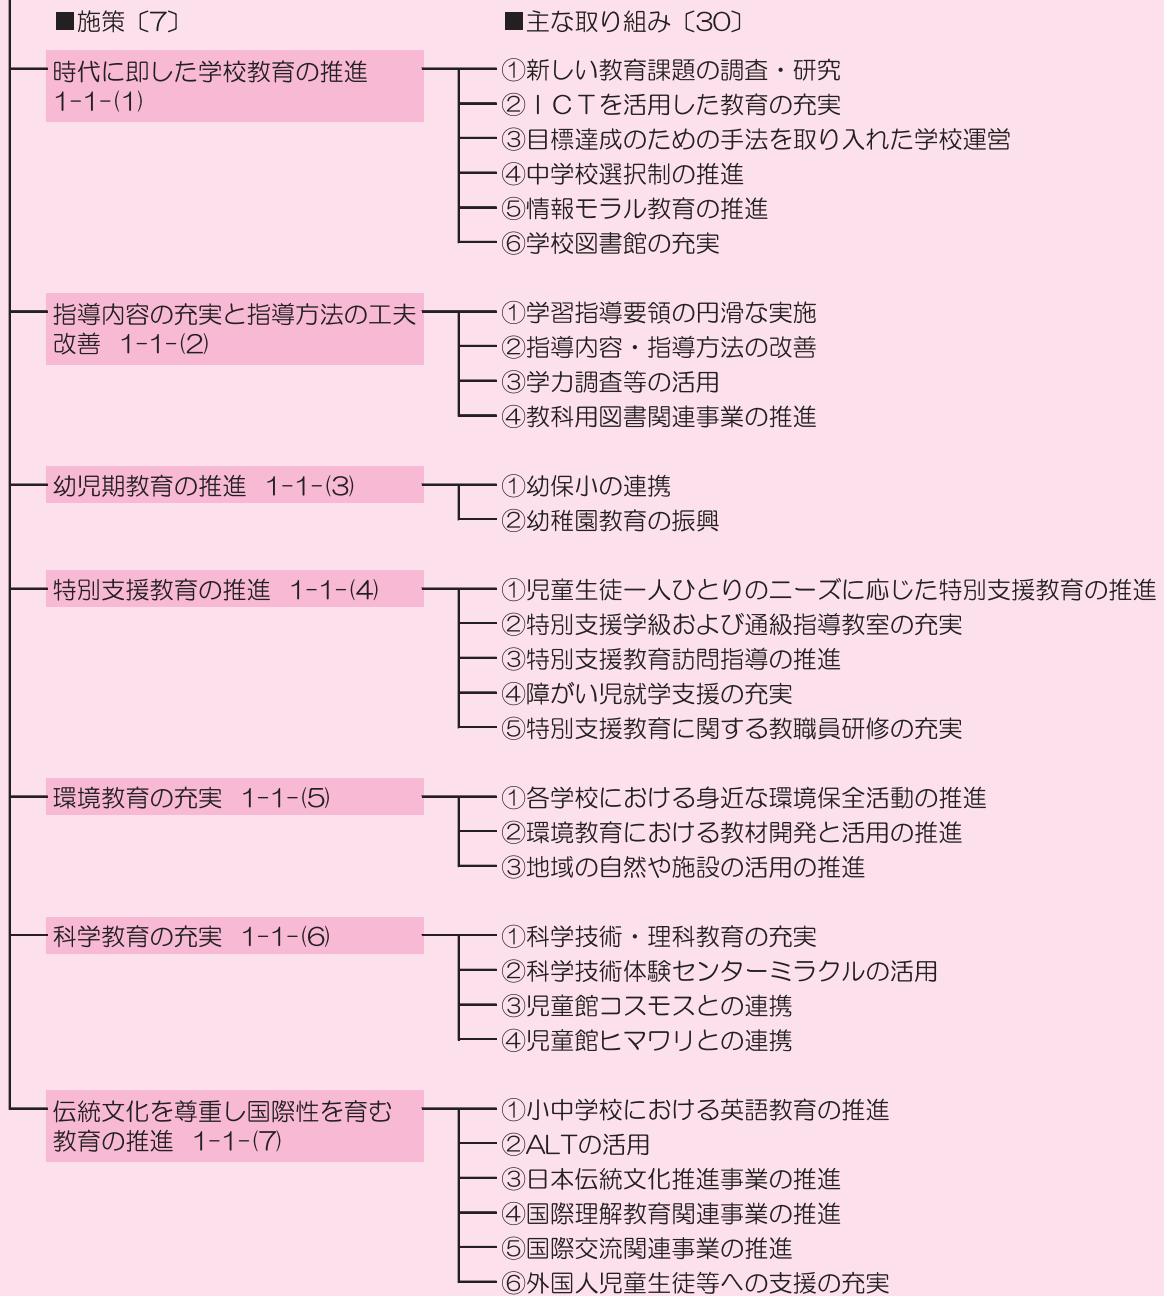 ■施策〔7〕
■主な取り組み〔30〕
時代に即した学校教育の推進
1-1-(1)
①新しい教育課題の調査・研究
②ＩＣＴを活用した教育の充実
③目標達成のための手法を取り入れた学校運営
④中学校選択制の推進
⑤情報モラル教育の推進
⑥学校図書館の充実
指導内容の充実と指導方法の工夫
改善 1-1-(2)
①学習指導要領の円滑な実施
②指導内容・指導方法の改善
③学力調査等の活用
④教科用図書関連事業の推進
幼児期教育の推進 1-1-(3)
①幼保小の連携
②幼稚園教育の振興
特別支援教育の推進 1-1-(4)
①児童生徒一人ひとりのニーズに応じた特別支援教育の推進
②特別支援学級および通級指導教室の充実
③特別支援教育訪問指導の推進
④障がい児就学支援の充実
⑤特別支援教育に関する教職員研修の充実
環境教育の充実 1-1-(5)
①各学校における身近な環境保全活動の推進
②環境教育における教材開発と活用の推進
③地域の自然や施設の活用の推進
科学教育の充実 1-1-(6)
①科学技術・理科教育の充実
②科学技術体験センターミラクルの活用
③児童館コスモスとの連携
④児童館ヒマワリとの連携
伝統文化を尊重し国際性を育む
教育の推進 1-1-(7)
①小中学校における英語教育の推進
②ALTの活用
③日本伝統文化推進事業の推進
④国際理解教育関連事業の推進
⑤国際交流関連事業の推進
⑥外国人児童生徒等への支援の充実